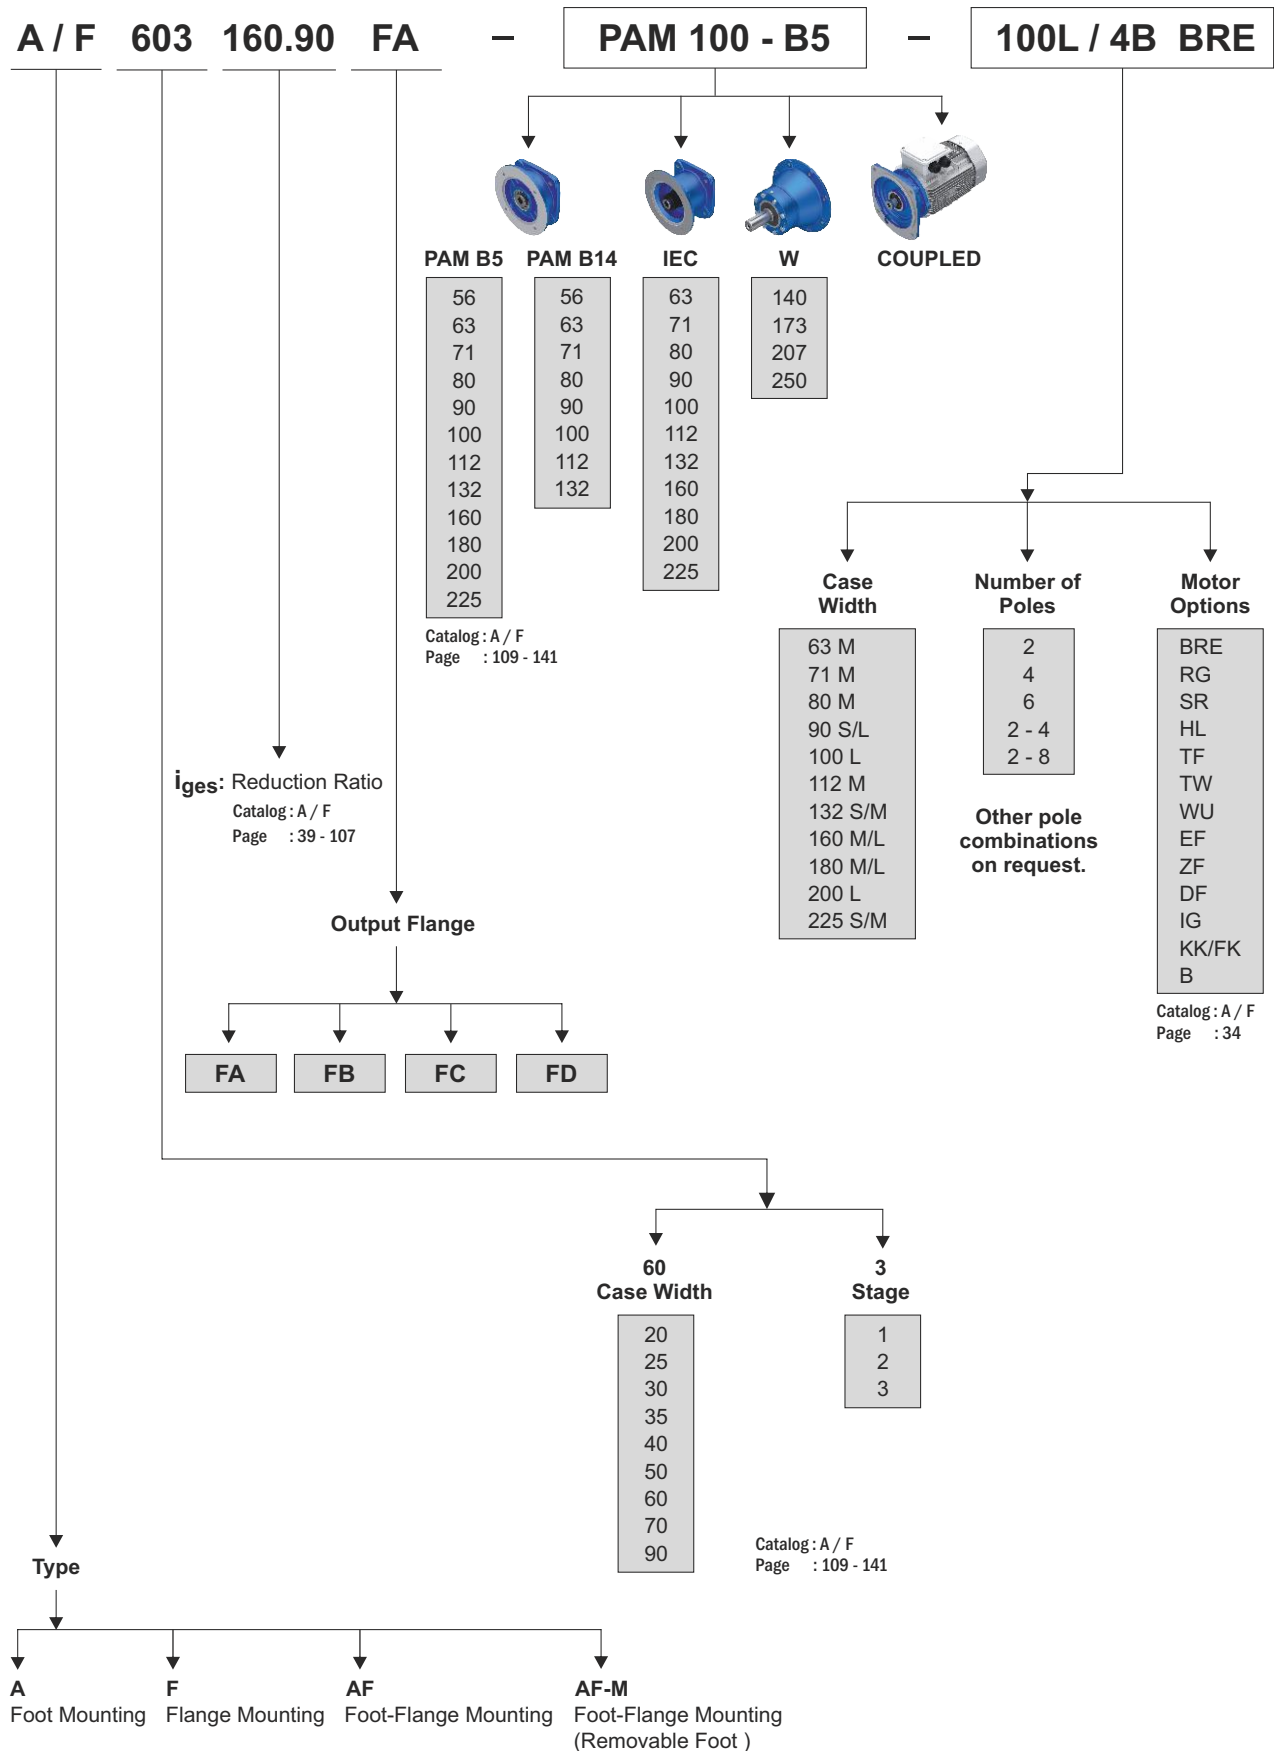 A / F 603 160.90 FA - PAM 100 - B5 - 100L / 4B BRE
PAM B5
56
63
71
80
90
100
112
132
160
180
200
225
Catalog : A / F
Page : 109 - 141
PAM B14
56
63
71
80
90
100
112
132
IEC
63
71
80
90
100
112
132
160
180
200
225
W
140
173
207
250
COUPLED
Case
Width
63 M
71 M
80 M
90 S/L
100 L
112 M
132 S/M
160 M/L
180 M/L
200 L
225 S/M
Number of
Poles
2
4
6
2 - 4
2 - 8
Other pole
combinations
on request.
Motor
Options
BRE
RG
SR
HL
TF
TW
WU
EF
ZF
DF
IG
KK/FK
B
Catalog : A / F
Page : 34
iges: Reduction Ratio
Catalog : A / F
Page : 39 - 107
Output Flange
FA
FB
FC
FD
60
Case Width
20
25
30
35
40
50
60
70
90
3
Stage
1
2
3
Catalog : A / F
Page : 109 - 141
Type
A
Foot Mounting
F
Flange Mounting
AF
Foot-Flange Mounting
AF-M
Foot-Flange Mounting
(Removable Foot )